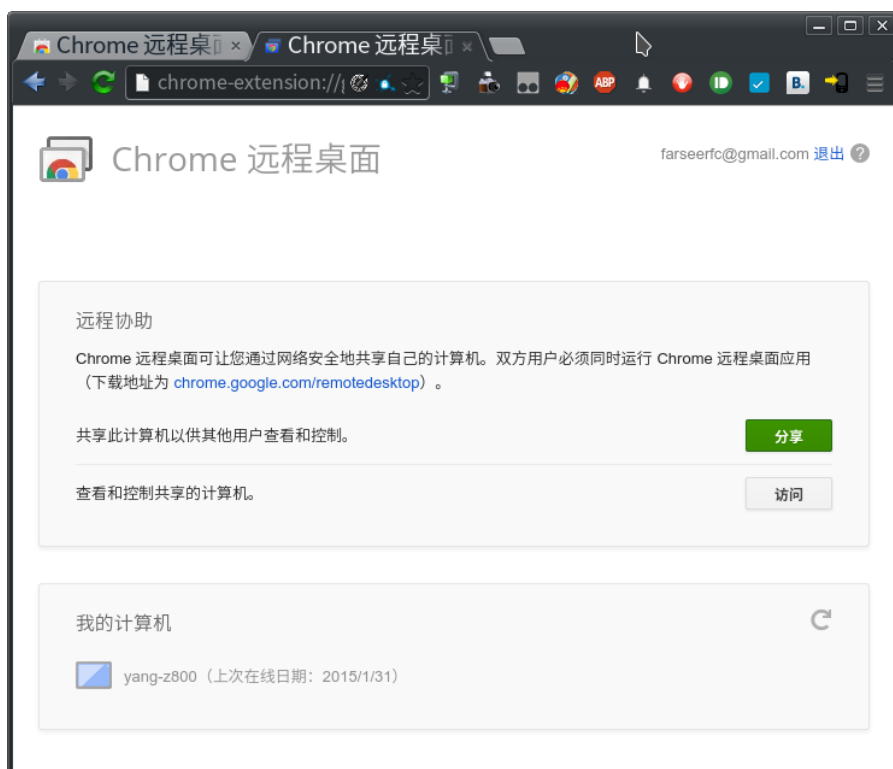 Chrome 远程桌
Chrome 远程桌
chrome-extension://
ABP
B.
Chrome 远程桌面
farseerfc@gmail.com 退出 ?
远程协助
Chrome 远程桌面可让您通过网络安全地共享自己的计算机。双方用户必须同时运行 Chrome 远程桌面应用
（下载地址为 chrome.google.com/remotedesktop）。
共享此计算机以供其他用户查看和控制。
分享
查看和控制共享的计算机。
访问
我的计算机
yang-z800（上次在线日期：2015/1/31）